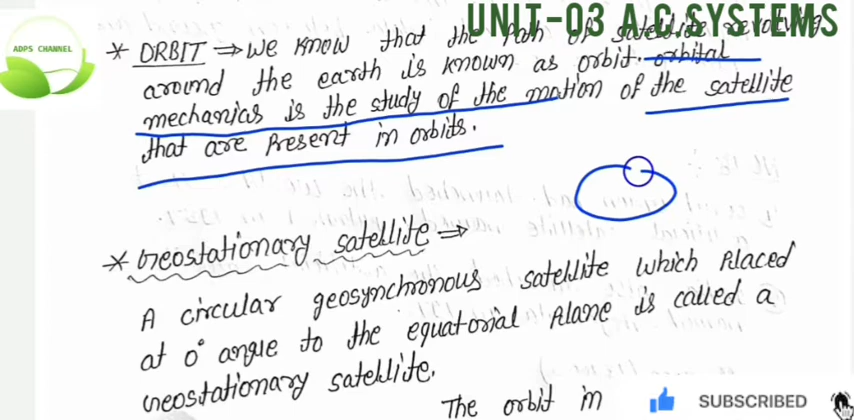 UNIT-03 A C SYSTEMS
ADPS CHANNEL
* ORBIT ⇒ We know that the Path of satellite revolving
around the earth is known as orbit. orbital
mechanics is the study of the motion of the satellite
that are Present in orbits.
* Geostationary satellite ⇒
A circular geosynchronous satellite which Placed
at 0° angle to the equatorial Plane is called a
Geostationary satellite.
The orbit in
SUBSCRIBED